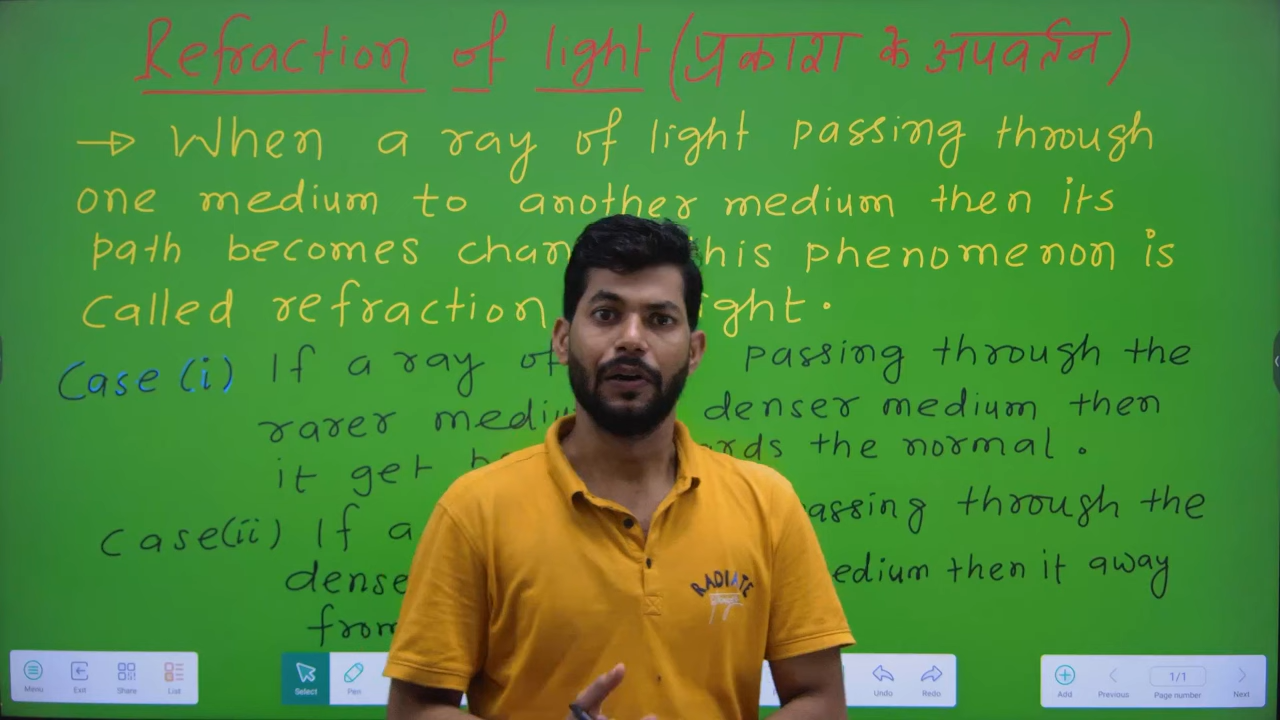 Refraction of light (प्रकाश के अपवर्तन)
→ When a ray of light passing through
one medium to another medium then its
path becomes chan his phenomenon is
called refraction ight.
Case (i) If a ray of passing through the
rarer mediu denser medium then
it get ards the normal.
Case(ii) If a assing through the
dense edium then it away
from
RADIATE
Menu
Exit
Share
List
Select
Pen
Undo
Redo
Add
Previous
1/1
Page number
Next